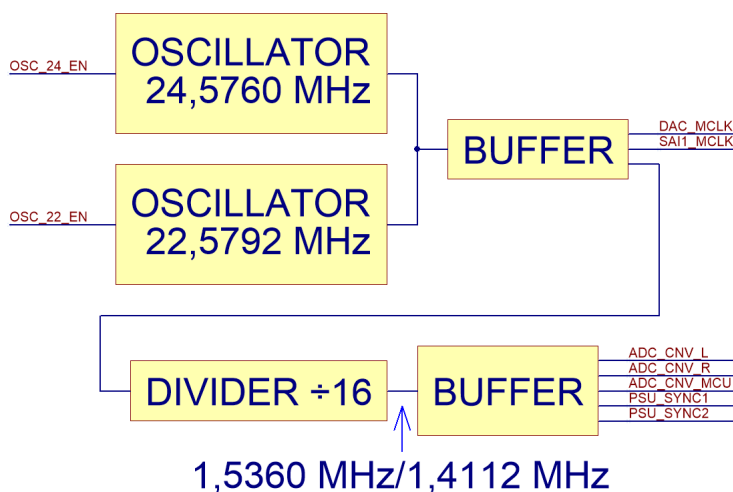 OSCILLATOR
24,5760 MHz
OSC_24_EN
BUFFER
DAC_MCLK
SAI1_MCLK
OSCILLATOR
22,5792 MHz
OSC_22_EN
DIVIDER ÷16
BUFFER
ADC_CNV_L
ADC_CNV_R
ADC_CNV_MCU
PSU_SYNC1
PSU_SYNC2
1,5360 MHz/1,4112 MHz